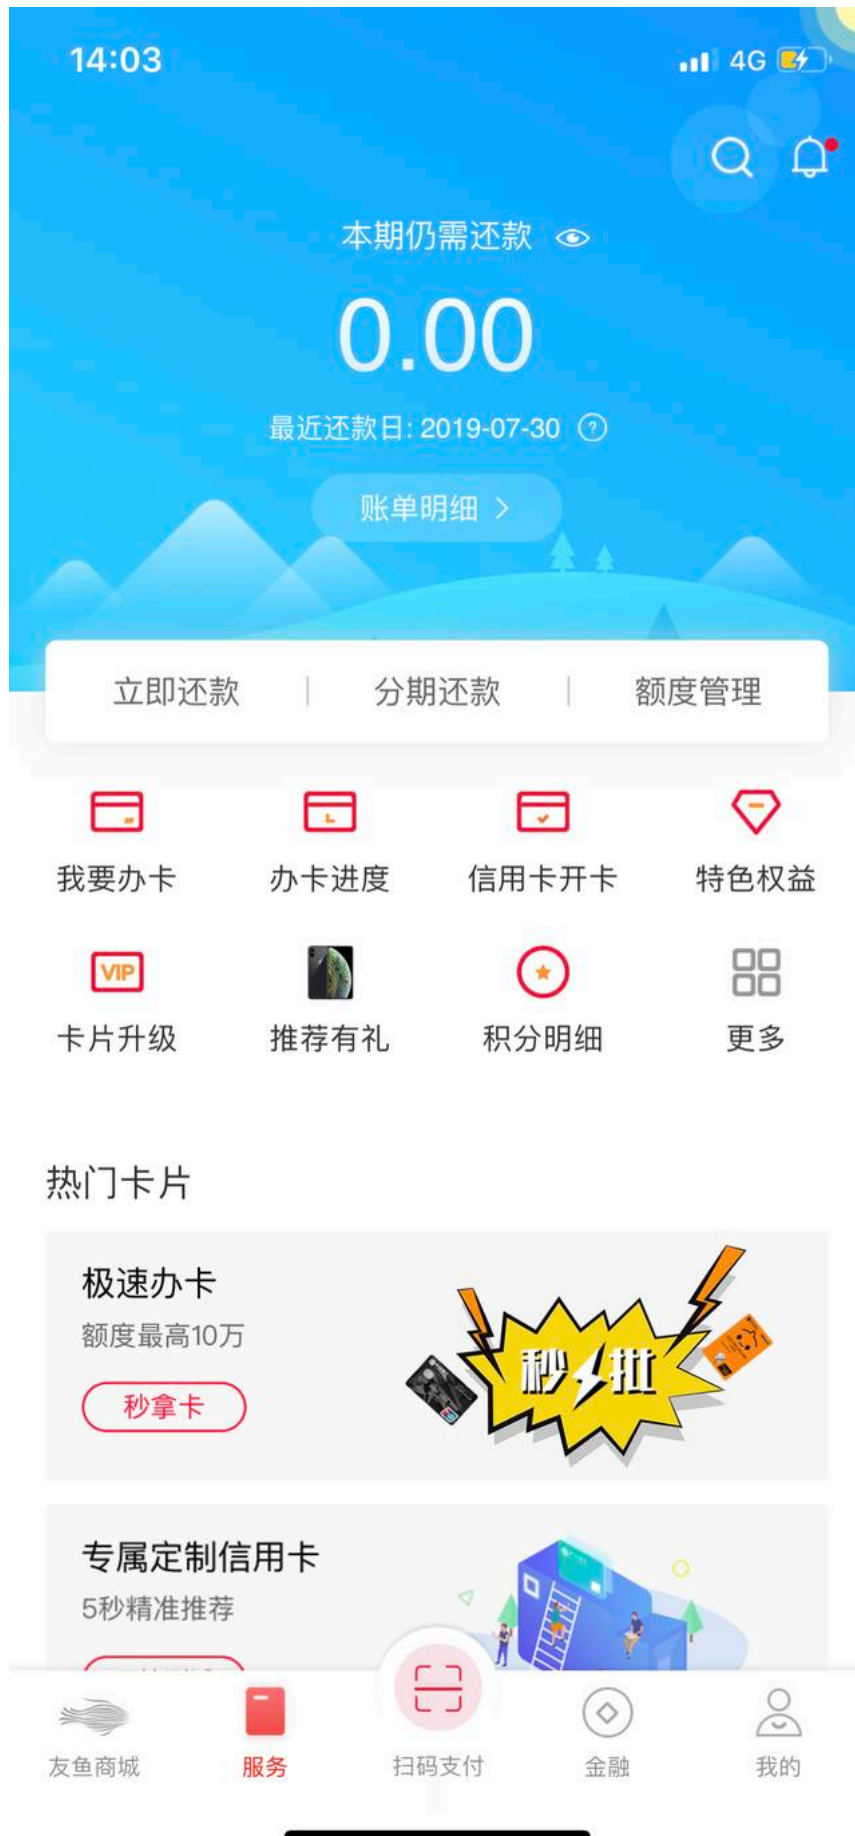 14:03
4G
本期仍需还款
0.00
最近还款日: 2019-07-30 ?
账单明细 >
立即还款 | 分期还款 | 额度管理
我要办卡 办卡进度 信用卡开卡 特色权益
VIP
卡片升级 推荐有礼 积分明细 更多
热门卡片
极速办卡
额度最高10万
秒拿卡
秒批
专属定制信用卡
5秒精准推荐
友鱼商城 服务 扫码支付 金融 我的